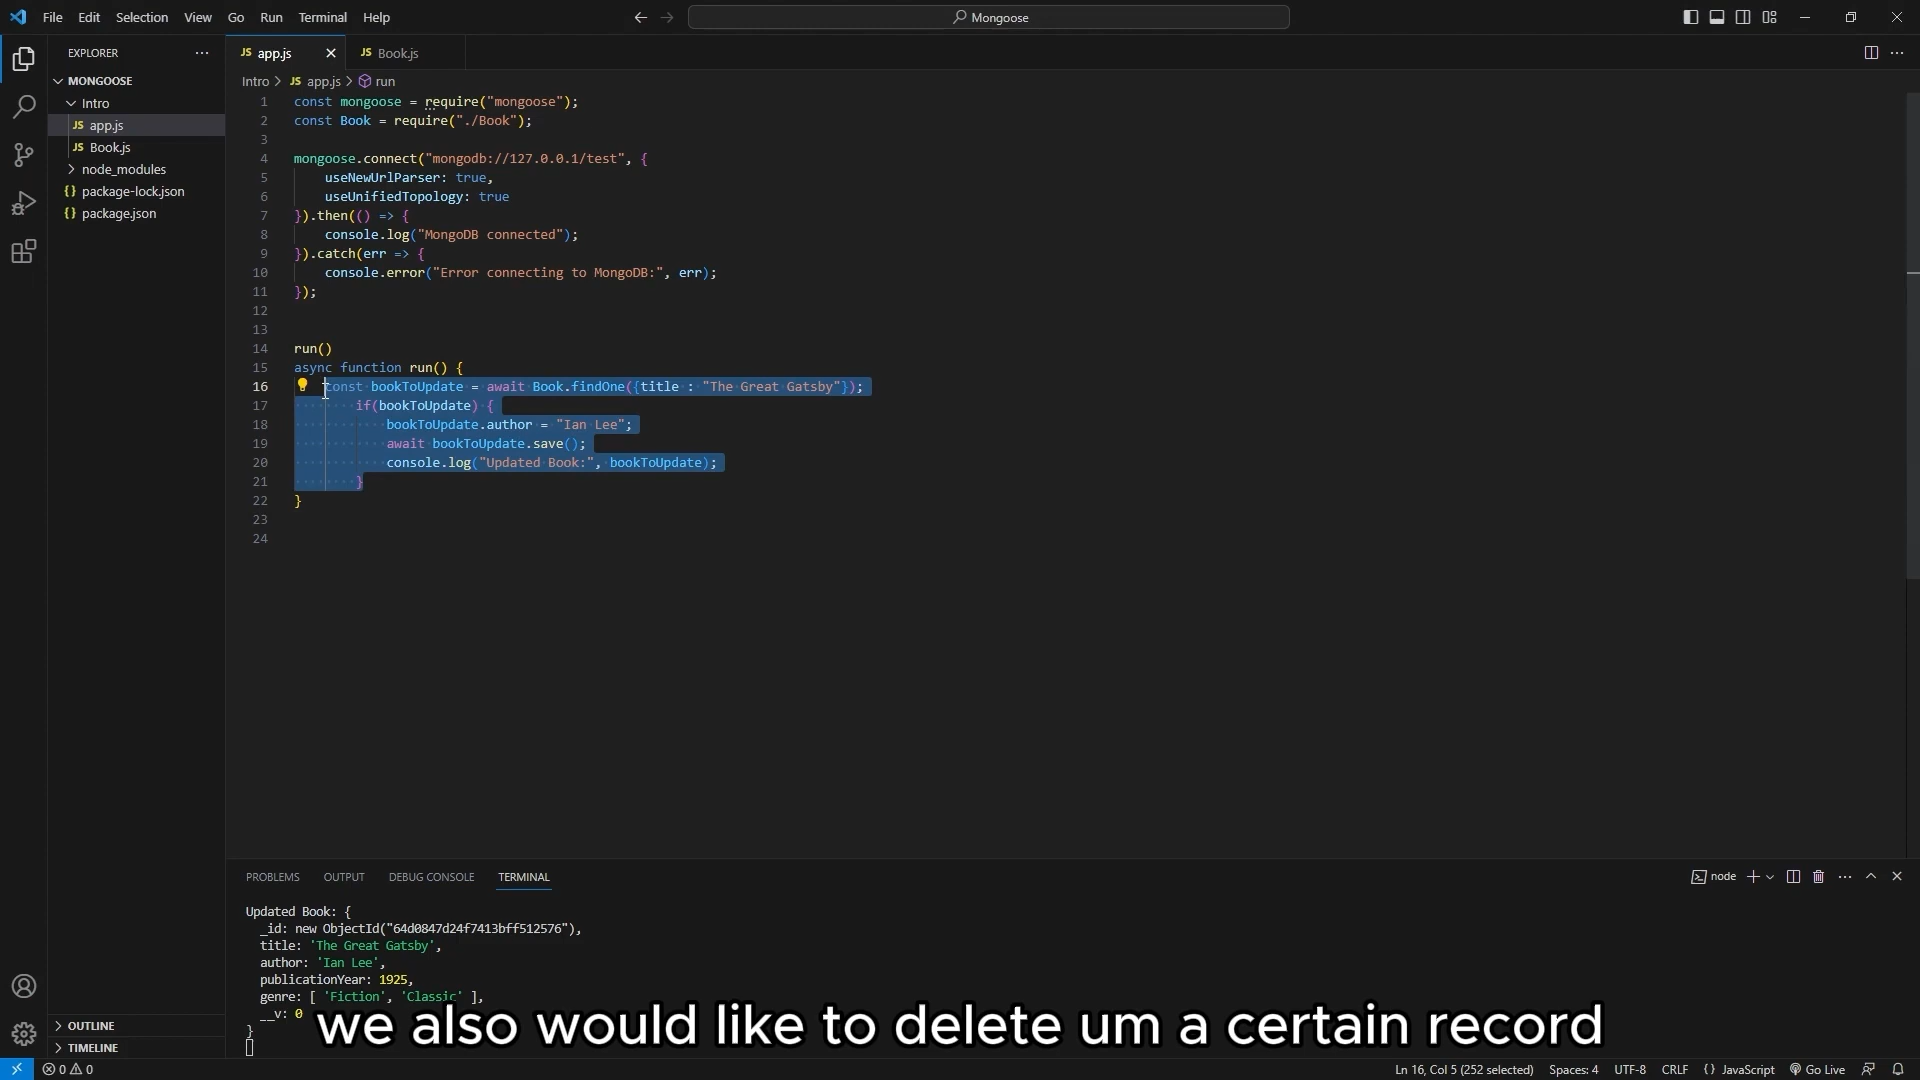 File Edit Selection View Go Run Terminal Help
Mongoose
EXPLORER
JS app.js
JS Book.js
MONGOOSE
Intro
JS app.js
JS Book.js
node_modules
{} package-lock.json
{} package.json
Intro > JS app.js > run
1 const mongoose = require("mongoose");
2 const Book = require("./Book");
3
4 mongoose.connect("mongodb://127.0.0.1/test", {
5 useNewUrlParser: true,
6 useUnifiedTopology: true
7 }).then(() => {
8 console.log("MongoDB connected");
9 }).catch(err => {
10 console.error("Error connecting to MongoDB:", err);
11 });
12
13
14 run()
15 async function run() {
16 const bookToUpdate = await Book.findOne({title : "The Great Gatsby"});
17 if(bookToUpdate) {
18 bookToUpdate.author = "Ian Lee";
19 await bookToUpdate.save();
20 console.log("Updated Book:", bookToUpdate);
21 }
22 }
23
24
PROBLEMS OUTPUT DEBUG CONSOLE TERMINAL
node
Updated Book: {
_id: new ObjectId("64d0847d24f7413bff512576"),
title: 'The Great Gatsby',
author: 'Ian Lee',
publicationYear: 1925,
genre: [ 'Fiction', 'Classic' ],
__v: 0
}
we also would like to delete um a certain record
OUTLINE
TIMELINE
0 0
Ln 16, Col 5 (252 selected) Spaces: 4 UTF-8 CRLF {} JavaScript Go Live